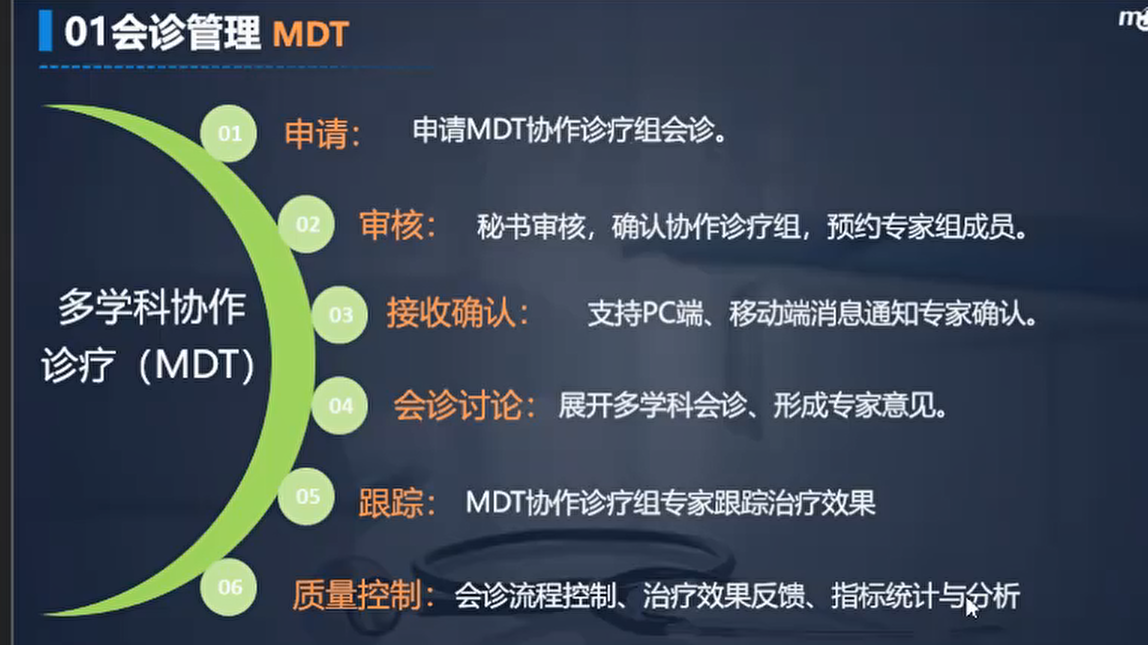 01会诊管理 MDT
多学科协作
诊疗（MDT）
01 申请： 申请MDT协作诊疗组会诊。
02 审核： 秘书审核，确认协作诊疗组，预约专家组成员。
03 接收确认： 支持PC端、移动端消息通知专家确认。
04 会诊讨论： 展开多学科会诊、形成专家意见。
05 跟踪： MDT协作诊疗组专家跟踪治疗效果
06 质量控制： 会诊流程控制、治疗效果反馈、指标统计与分析